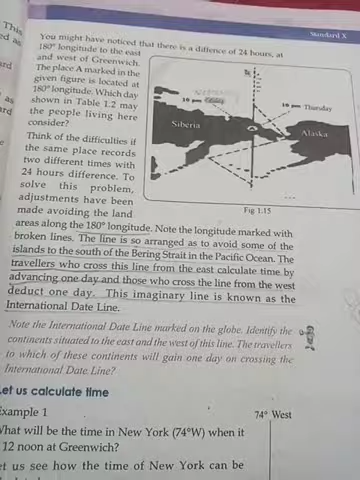 Standard X
This
ed as
ard
as
ard
You might have noticed that there is a diffence of 24 hours, at
180° longitude to the east
and west of Greenwich.
The place A marked in the
given figure is located at
180° longitude. Which day
shown in Table 1.2 may
the people living here
consider?
Think of the difficulties if
the same place records
two different times with
24 hours difference. To
solve this problem,
adjustments have been
made avoiding the land
10 pm
10 pm Thursday
Siberia
A
Alaska
Fig 1.15
areas along the 180° longitude. Note the longitude marked with
broken lines. The line is so arranged as to avoid some of the
islands to the south of the Bering Strait in the Pacific Ocean. The
travellers who cross this line from the east calculate time by
advancing one day and those who cross the line from the west
deduct one day. This imaginary line is known as the
International Date Line.
Note the International Date Line marked on the globe. Identify the
continents situated to the east and the west of this line. The travellers
to which of these continents will gain one day on crossing the
International Date Line?
Let us calculate time
Example 1
74° West
What will be the time in New York (74°W) when it
12 noon at Greenwich?
et us see how the time of New York can be